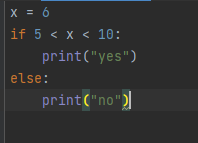 x = 6
if 5 < x < 10:
    print("yes")
else:
    print("no")